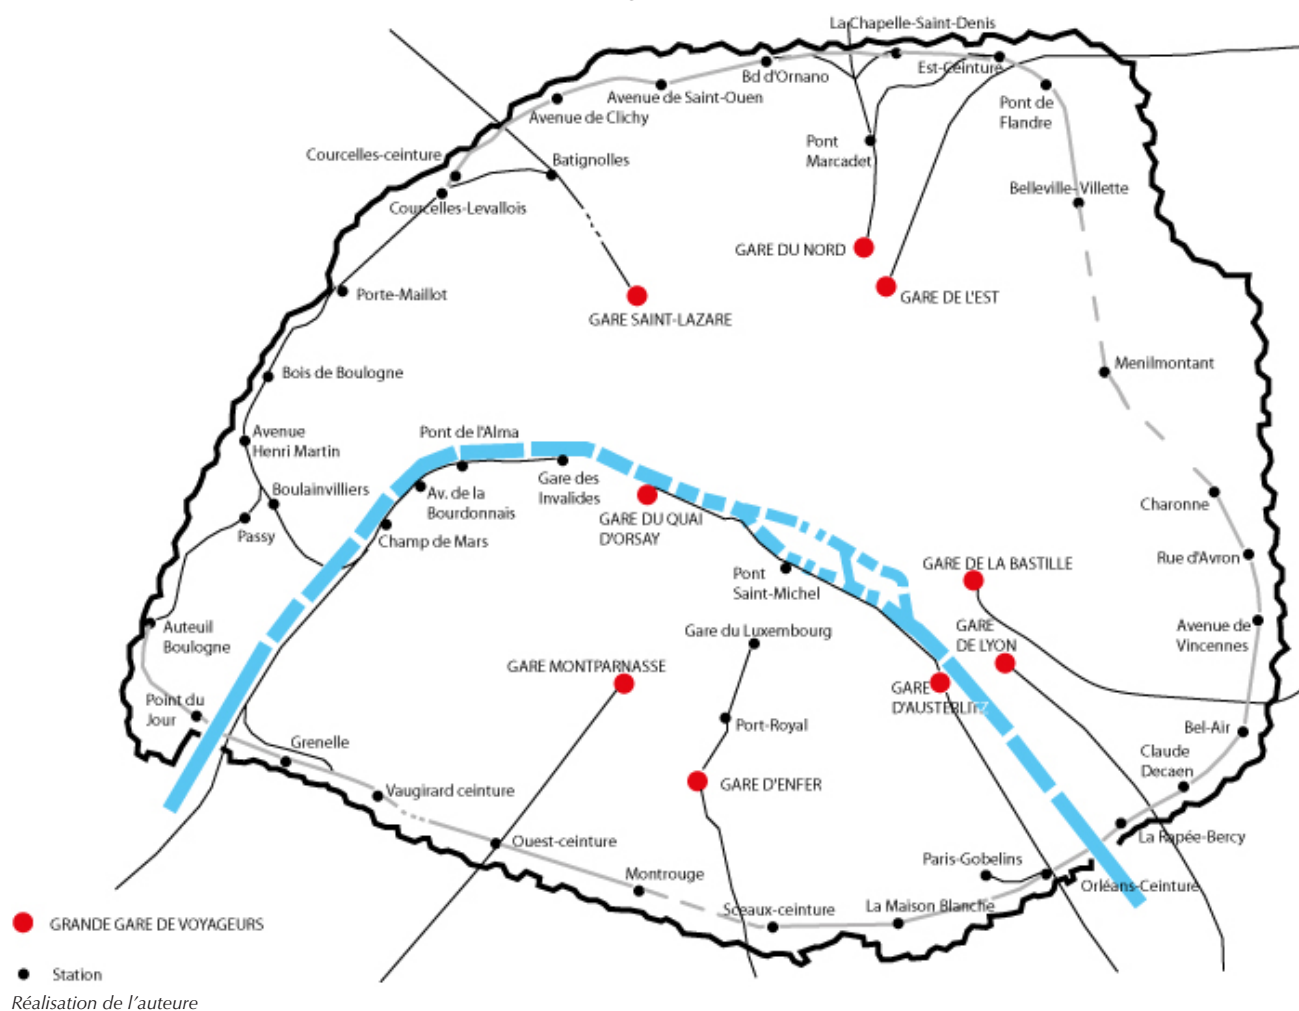 La Chapelle-Saint-Denis
Est-Ceinture
Bd d'Ornano
Avenue de Saint-Ouen
Avenue de Clichy
Pont de
Flandre
Pont
Marcadet
Courcelles-ceinture
Batignolles
Courcelles-Levallois
Belleville-Villette
GARE DU NORD
GARE DE L'EST
Porte-Maillot
GARE SAINT-LAZARE
Bois de Boulogne
Menilmontant
Avenue
Henri Martin
Pont de l'Alma
Boulainvilliers
Av. de la
Bourdonnais
Gare des
Invalides
Charonne
Passy
Champ de Mars
GARE DU QUAI
D'ORSAY
Pont
Saint-Michel
GARE DE LA BASTILLE
Rue d'Avron
Auteuil
Boulogne
Gare du Luxembourg
GARE
DE LYON
Avenue de
Vincennes
GARE MONTPARNASSE
GARE
D'AUSTERLITZ
Point du
Jour
Port-Royal
Bel-Air
Grenelle
Claude
Decaen
Vaugirard ceinture
GARE D'ENFER
Ouest-ceinture
La Rapée-Bercy
Paris-Gobelins
Montrouge
Orléans-Ceinture
Sceaux-ceinture
La Maison Blanche
GRANDE GARE DE VOYAGEURS
Station
Réalisation de l'auteure